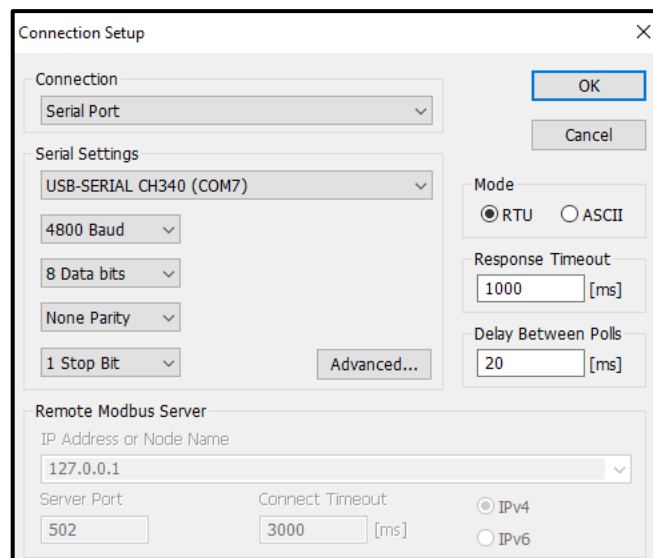 Connection Setup
Connection
OK
Serial Port
Cancel
Serial Settings
USB-SERIAL CH340 (COM7)
Mode
RTU ASCII
4800 Baud
8 Data bits
Response Timeout
1000 [ms]
None Parity
Delay Between Polls
1 Stop Bit
Advanced...
20 [ms]
Remote Modbus Server
IP Address or Node Name
127.0.0.1
Server Port Connect Timeout
IPv4
502 3000 [ms]
IPv6